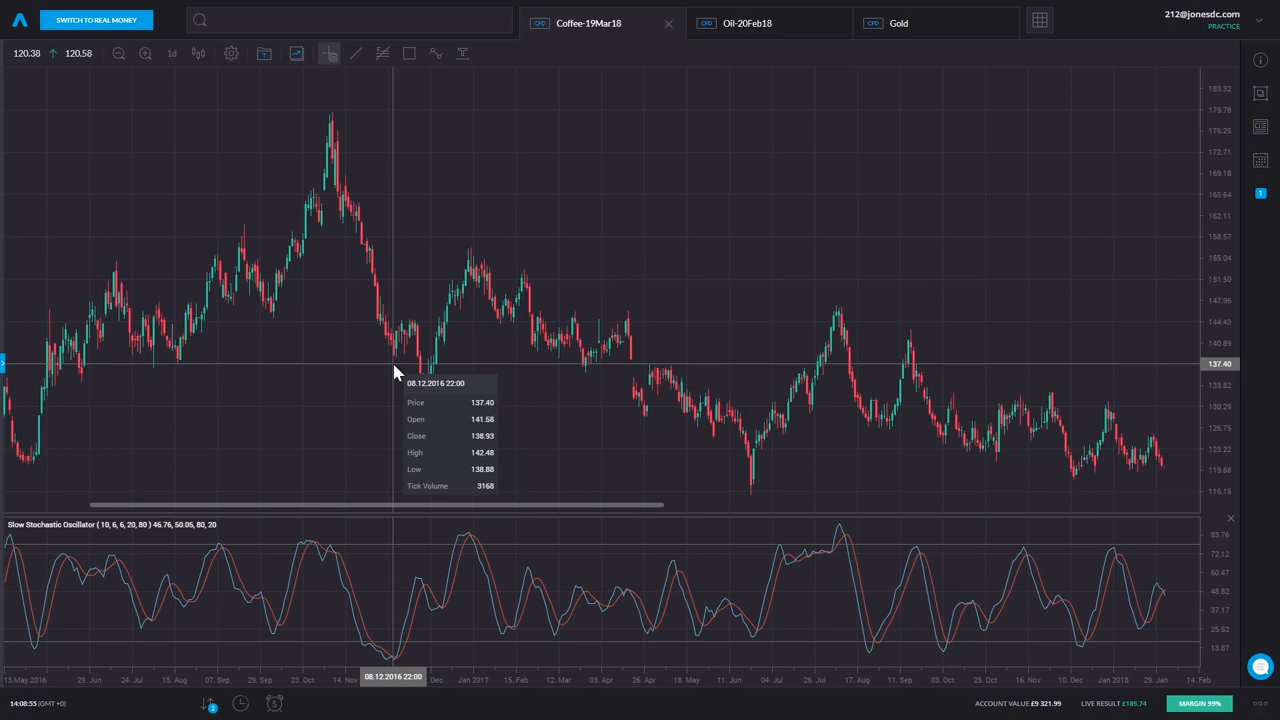 SWITCH TO REAL MONEY
CFD Coffee-19Mar18
CFD Oil-20Feb18
CFD Gold
212@jonesdc.com
PRACTICE
120.38 120.58 1d
183.32
179.78
176.25
172.71
169.18
165.64
162.11
158.57
155.04
151.50
147.96
144.43
140.89
137.40
133.82
130.29
126.75
123.22
119.68
116.15
1
08.12.2016 22:00
Price 137.40
Open 141.58
Close 138.93
High 142.48
Low 138.88
Tick Volume 3168
Slow Stochastic Oscillator ( 10, 6, 6, 20, 80 ) 46.76, 50.05, 80, 20
83.76
72.12
60.47
48.82
37.17
25.52
13.87
15 May 2016 29. Jun 24. Jul 15. Aug 07. Sep 29. Sep 23. Oct 14. Nov 08.12.2016 22:00 Dec Jan 2017 15. Feb 12. Mar 03. Apr 26. Apr 18. May 11. Jun 04. Jul 26. Jul 17. Aug 11. Sep 03. Oct 25. Oct 15. Nov 10. Dec Jan 2018 29. Jan 14. Feb
14:08:55 (GMT +0)
2
ACCOUNT VALUE £9 321.99 LIVE RESULT £189.74 MARGIN 99%